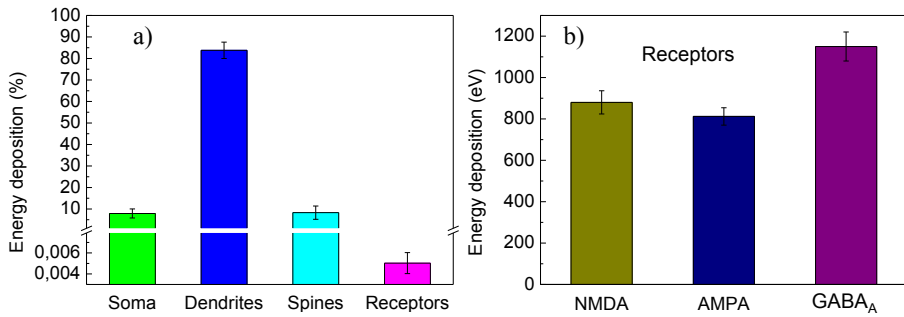 a)
Energy deposition (%)
100
90
80
70
60
50
40
30
20
10
0,006
0,004
Soma Dendrites Spines Receptors
b)
Receptors
Energy deposition (eV)
1200
1000
800
600
400
200
0
NMDA AMPA GABA_A